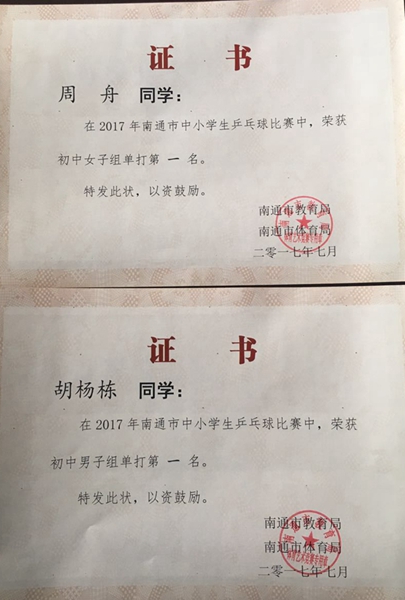 证 书
周 舟 同学：
在2017年南通市中小学生乒乓球比赛中，荣获
初中女子组单打第 一 名。
特发此状，以资鼓励。
南通市教育局
南通市体育局
二〇一七年七月
证 书
胡杨栋 同学：
在2017年南通市中小学生乒乓球比赛中，荣获
初中男子组单打第 一 名。
特发此状，以资鼓励。
南通市教育局
南通市体育局
二〇一七年七月